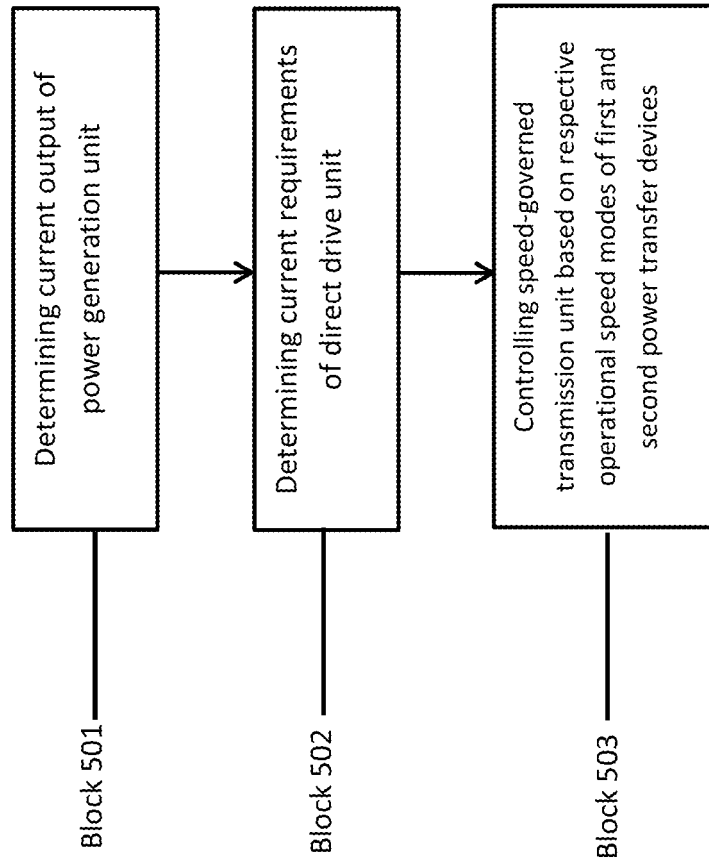 Block 501
Determining current output of
power generation unit
Block 502
Determining current requirements
of direct drive unit
Block 503
Controlling speed-governed
transmission unit based on respective
operational speed modes of first and
second power transfer devices